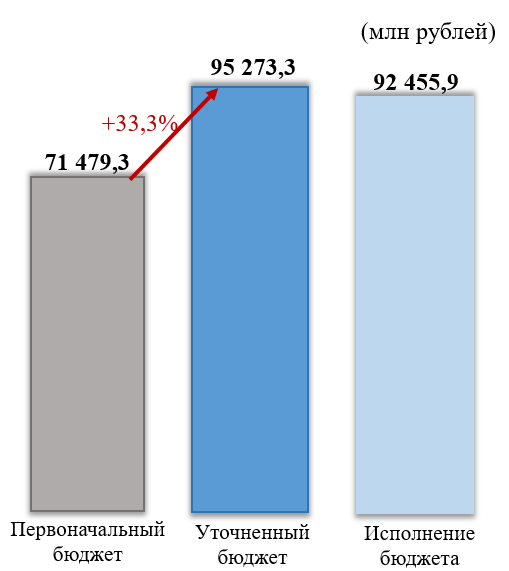 (млн рублей)
95 273,3
92 455,9
+33,3%
71 479,3
Первоначальный
бюджет
Уточненный
бюджет
Исполнение
бюджета